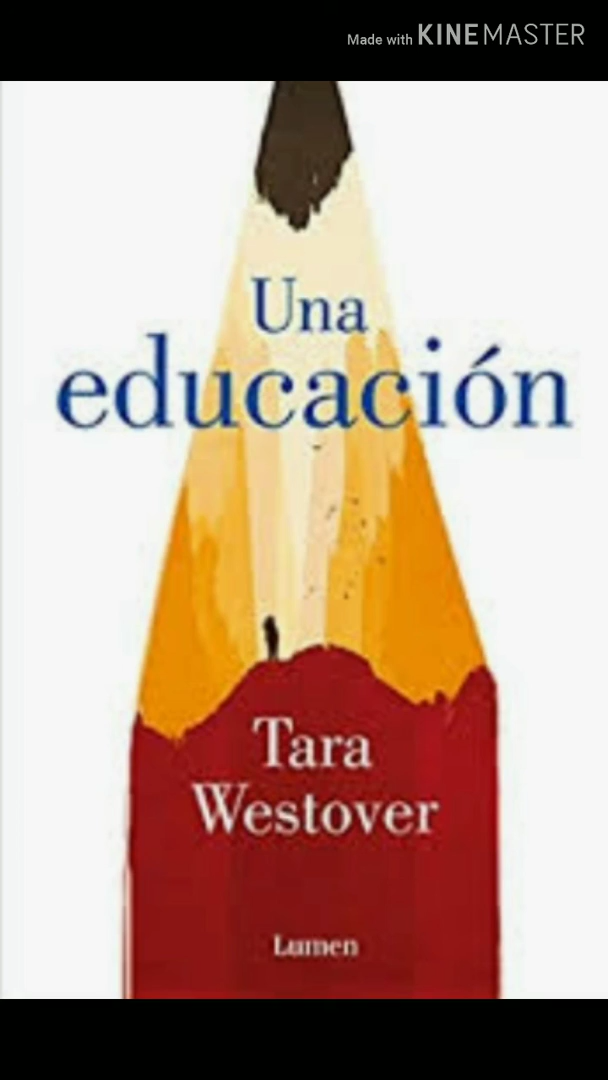 Made with KINEMASTER
Una
educación
Tara
Westover
Lumen